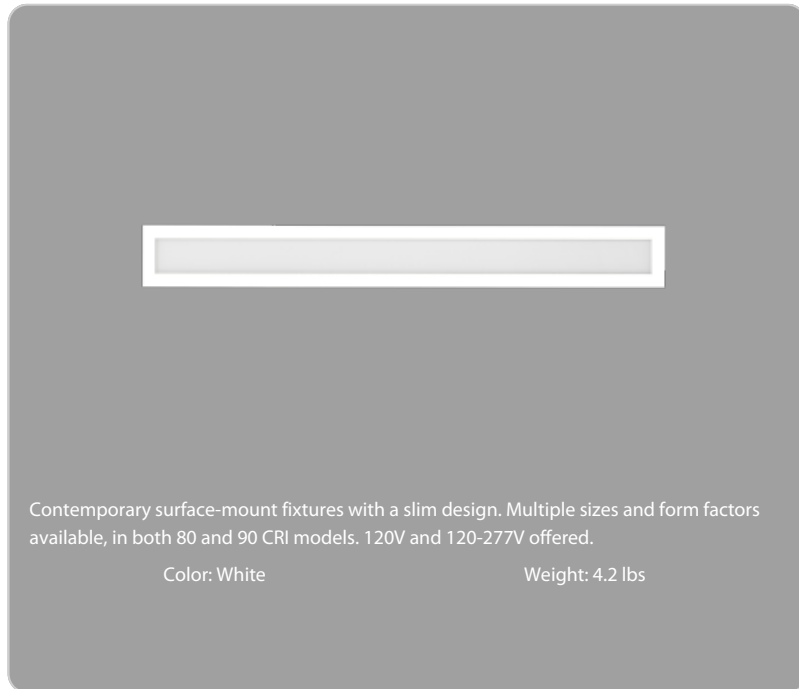 Contemporary surface-mount fixtures with a slim design. Multiple sizes and form factors
available, in both 80 and 90 CRI models. 120V and 120-277V offered.
Color: White
Weight: 4.2 lbs